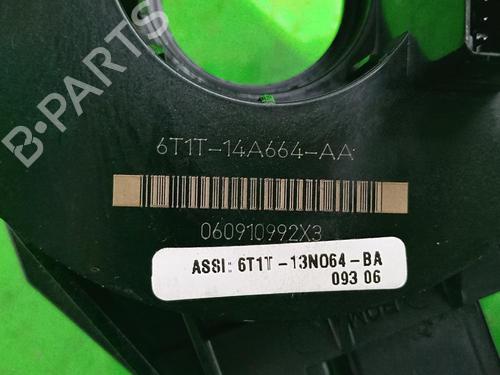 B-PARTS
6T1T-14A664-AA
060910992X3
ASSI: 6T1T-13N064-BA
093 06